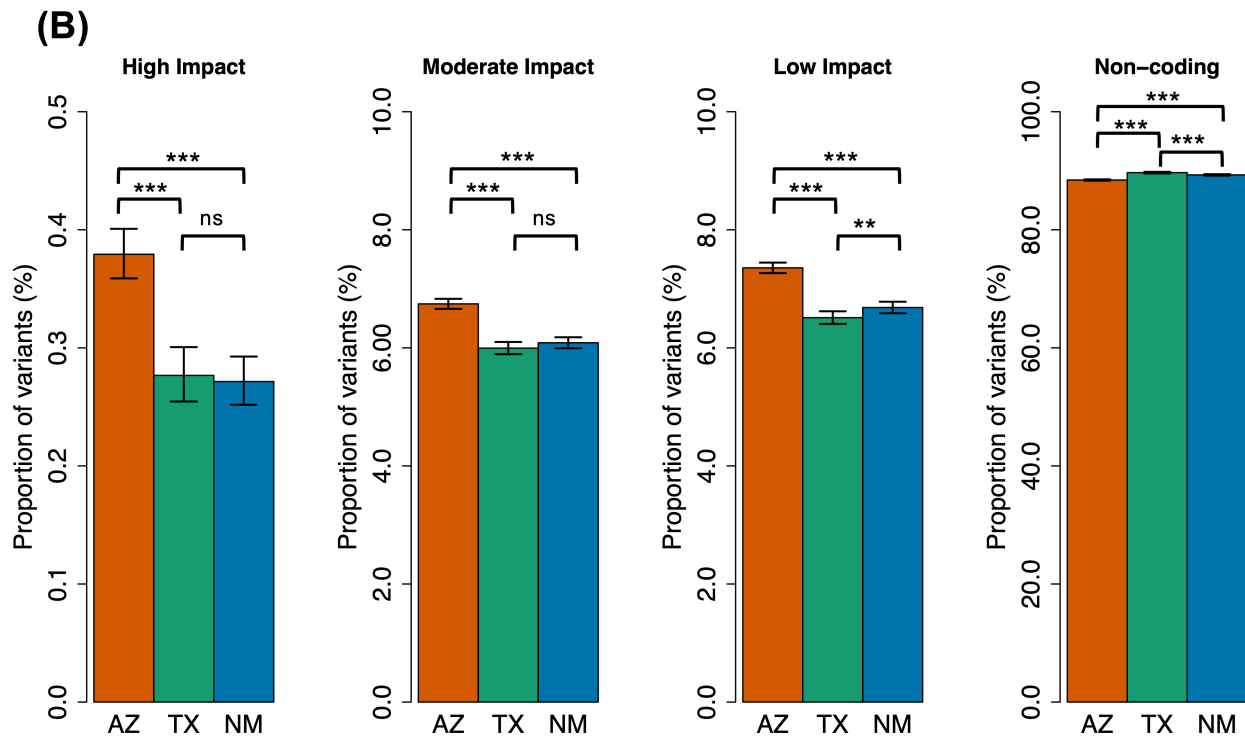 (B)
High Impact
Proportion of variants (%)
0.5
0.4
0.3
0.2
0.1
0.0
***
***
ns
AZ TX NM
Moderate Impact
Proportion of variants (%)
10.0
8.0
6.00
4.0
2.0
0.0
***
***
ns
AZ TX NM
Low Impact
Proportion of variants (%)
10.0
8.0
6.0
4.0
2.0
0.0
***
***
**
AZ TX NM
Non–coding
Proportion of variants (%)
100.0
80.0
60.0
40.0
20.0
0.0
***
***
***
AZ TX NM